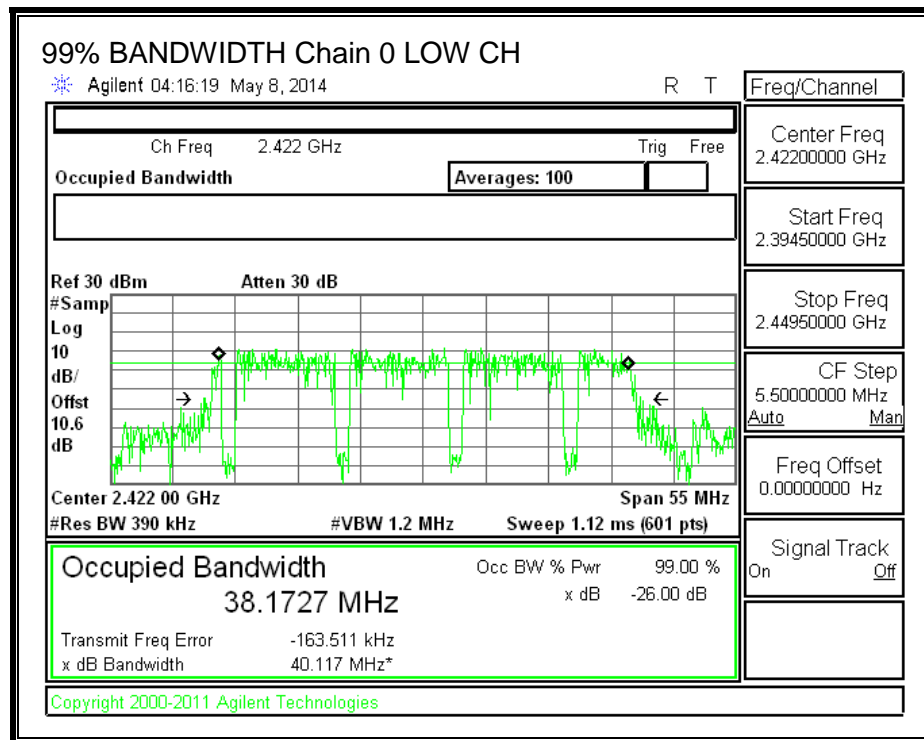 99% BANDWIDTH Chain 0 LOW CH
Agilent 04:16:19 May 8, 2014 R T
Freq/Channel
Ch Freq 2.422 GHz Trig Free
Occupied Bandwidth Averages: 100
Center Freq
2.42200000 GHz
Start Freq
2.39450000 GHz
Stop Freq
2.44950000 GHz
CF Step
5.50000000 MHz
Auto Man
Freq Offset
0.00000000 Hz
Signal Track
On Off
Ref 30 dBm Atten 30 dB
#Samp
Log
10
dB/
Offst
10.6
dB
Center 2.422 00 GHz Span 55 MHz
#Res BW 390 kHz #VBW 1.2 MHz Sweep 1.12 ms (601 pts)
Occupied Bandwidth Occ BW % Pwr 99.00 %
38.1727 MHz x dB -26.00 dB
Transmit Freq Error -163.511 kHz
x dB Bandwidth 40.117 MHz*
Copyright 2000-2011 Agilent Technologies